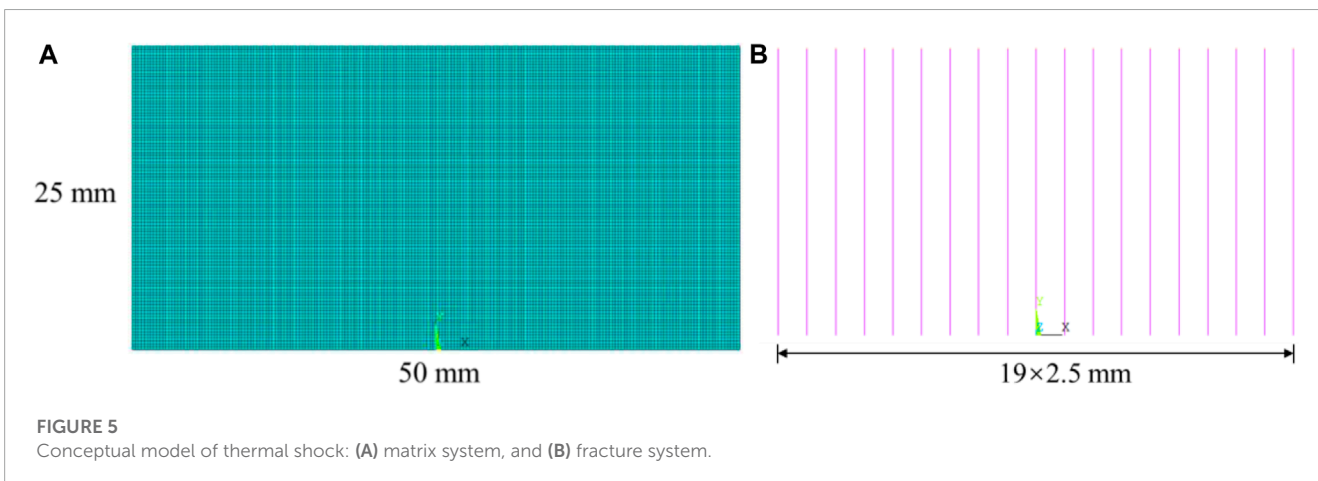 A
B
25 mm
Y
X
Y
Z
X
50 mm
19×2.5 mm
FIGURE 5
Conceptual model of thermal shock: (A) matrix system, and (B) fracture system.